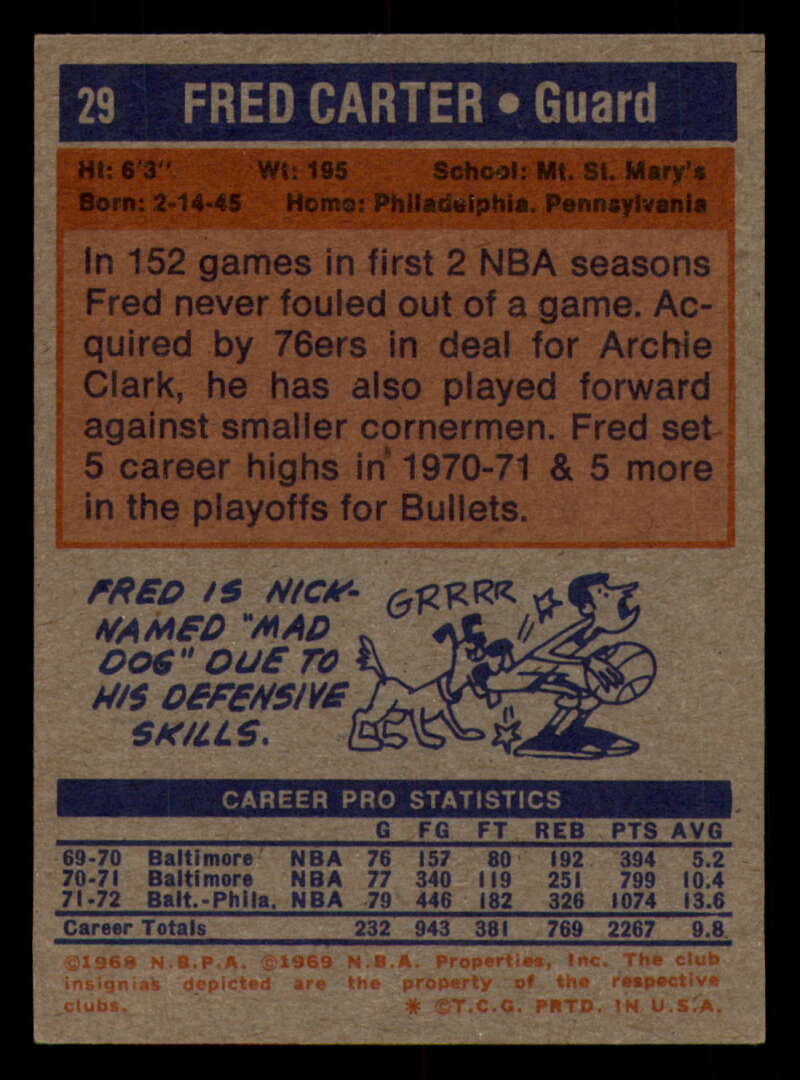 29 FRED CARTER • Guard
Ht: 6'3" Wt: 195 School: Mt. St. Mary's
Born: 2-14-45 Home: Philadelphia, Pennsylvania
In 152 games in first 2 NBA seasons
Fred never fouled out of a game. Ac-
quired by 76ers in deal for Archie
Clark, he has also played forward
against smaller cornermen. Fred set
5 career highs in 1970-71 & 5 more
in the playoffs for Bullets.
FRED IS NICK-
NAMED "MAD
DOG" DUE TO
HIS DEFENSIVE
SKILLS.
GRRRR
CAREER PRO STATISTICS
G FG FT REB PTS AVG
69-70 Baltimore NBA 76 157 80 192 394 5.2
70-71 Baltimore NBA 77 340 119 251 799 10.4
71-72 Balt.-Phila. NBA 79 446 182 326 1074 13.6
Career Totals 232 943 381 769 2267 9.8
©1968 N.B.P.A. ©1969 N.B.A. Properties, Inc. The club
insignias depicted are the property of the respective
clubs. * ©T.C.G. PRTD. IN U.S.A.